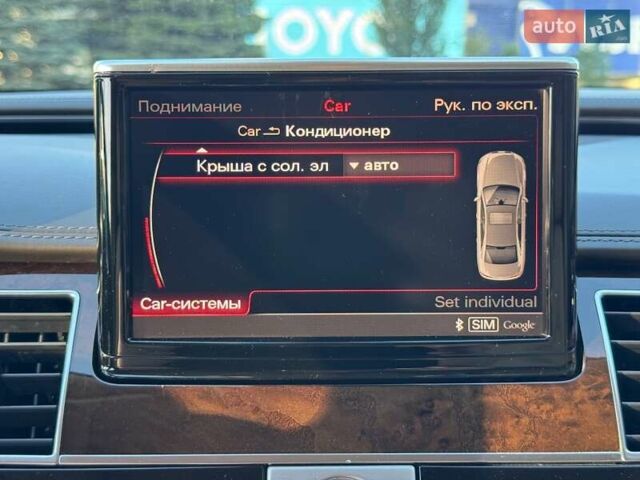 OYO
auto RIA
Поднимание Car Рук. по эксп.
Car Кондиционер
Крыша с сол. эл авто
Car-системы Set individual
SIM Google